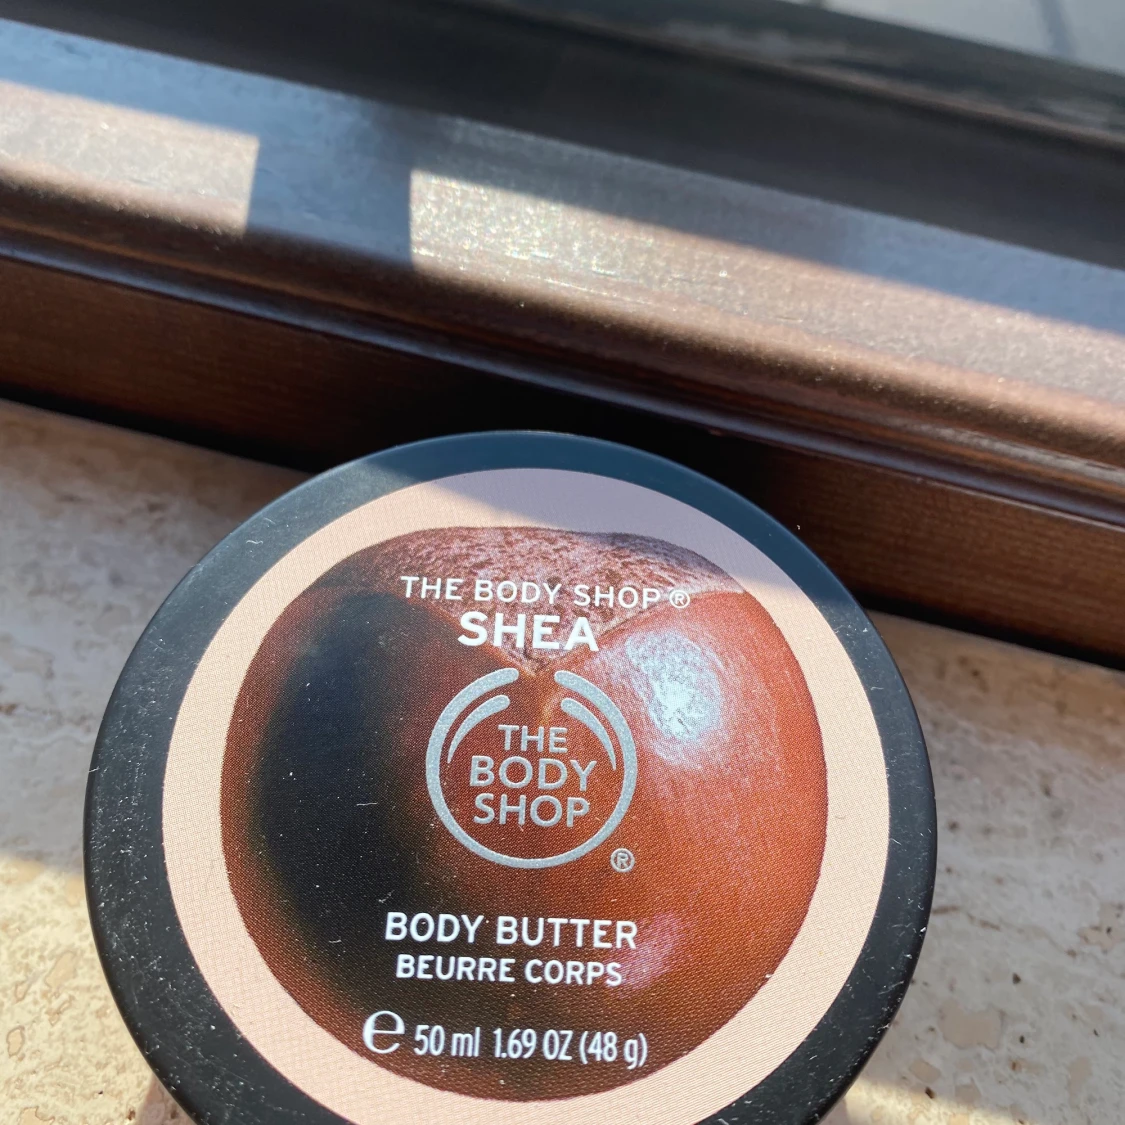 THE BODY SHOP®
SHEA
THE
BODY
SHOP
®
BODY BUTTER
BEURRE CORPS
℮ 50 ml 1.69 OZ (48 g)